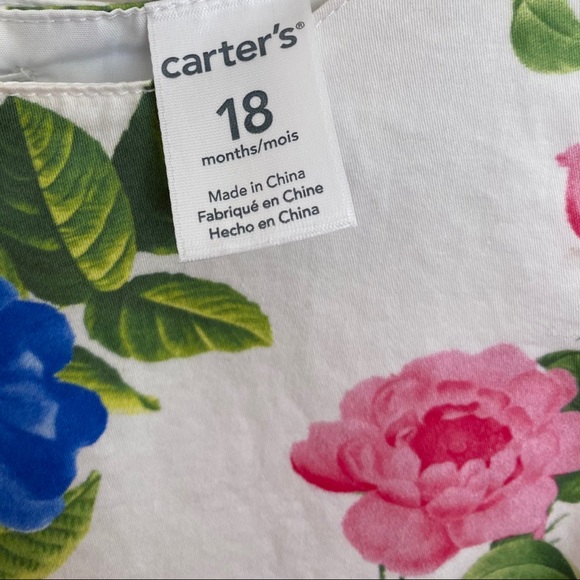 carter's®
18
months/mois
Made in China
Fabriqué en Chine
Hecho en China